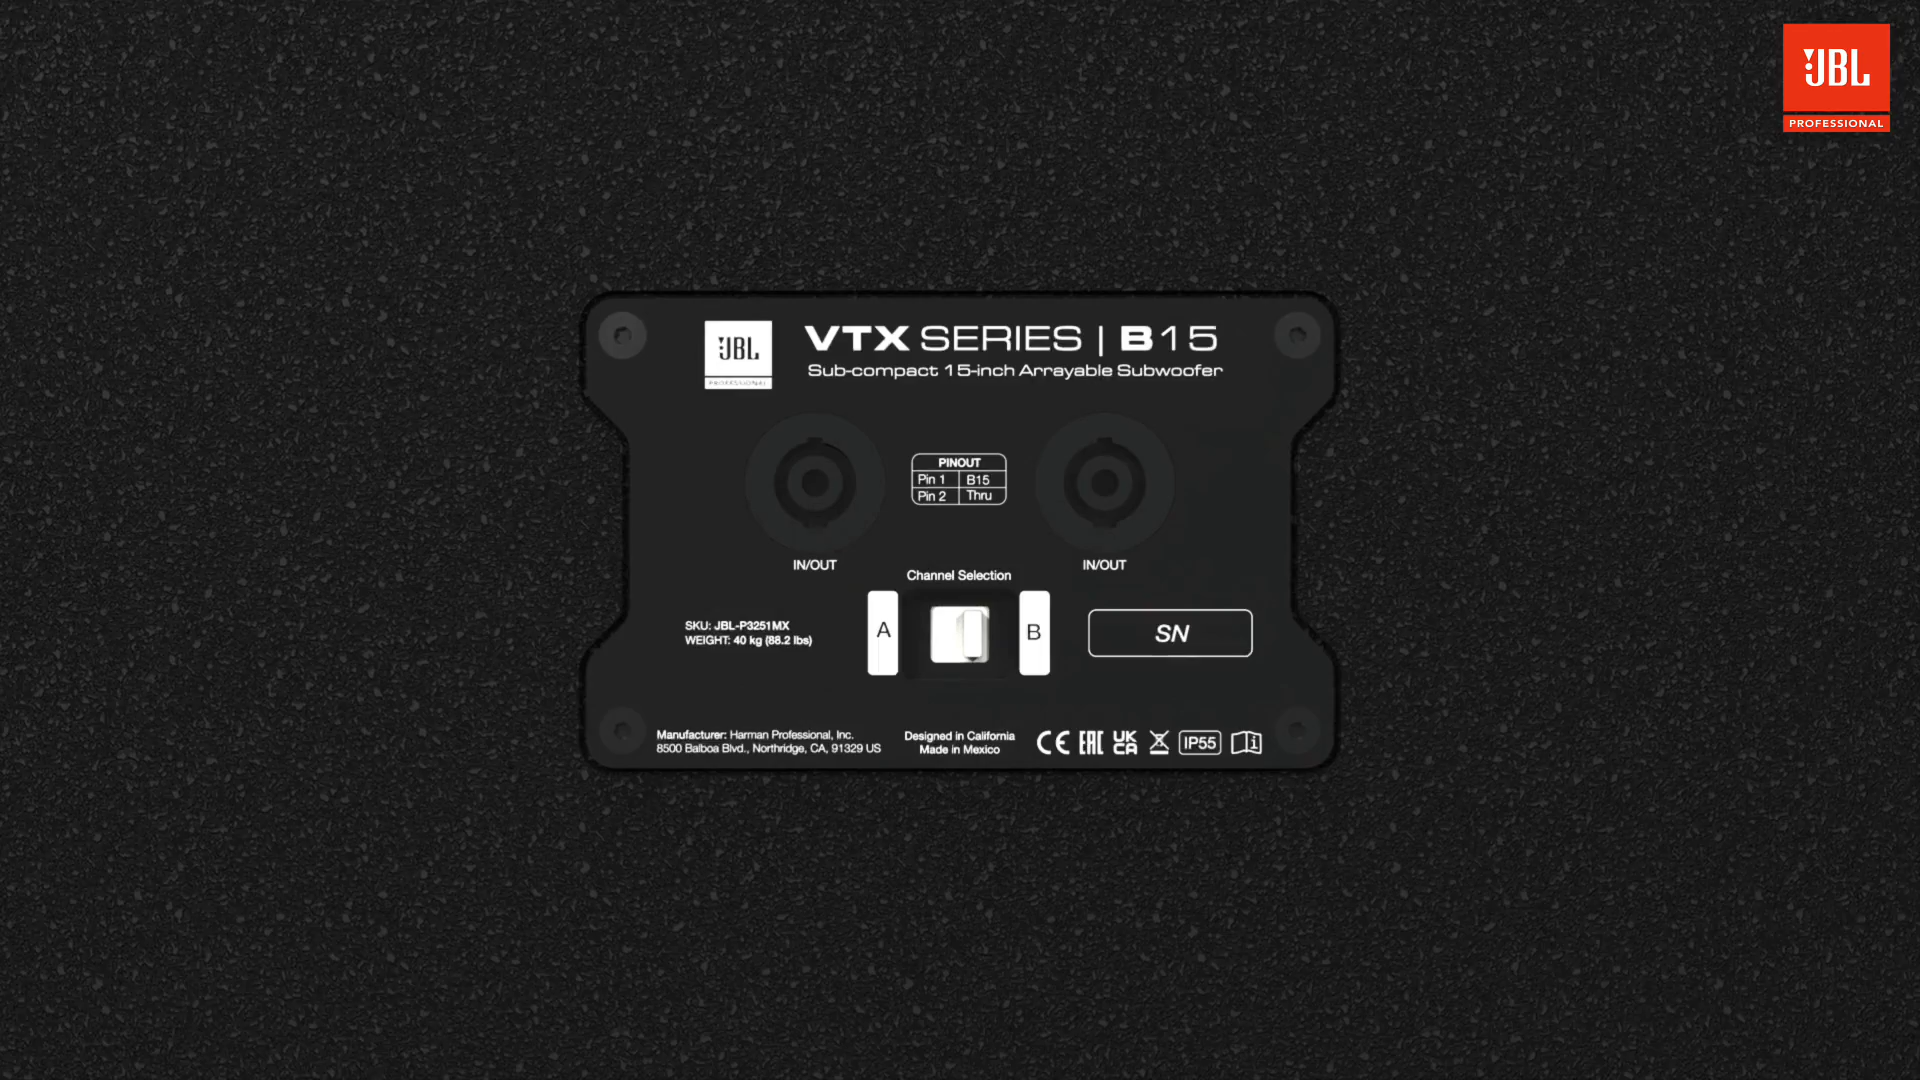 JBL
PROFESSIONAL
JBL
PROFESSIONAL
VTX SERIES | B15
Sub-compact 15-inch Arrayable Subwoofer
PINOUT
Pin 1 B15
Pin 2 Thru
IN/OUT
IN/OUT
Channel Selection
A
B
SKU: JBL-P3251MX
WEIGHT: 40 kg (88.2 lbs)
SN
Manufacturer: Harman Professional, Inc.
8500 Balboa Blvd., Northridge, CA, 91329 US
Designed in California
Made in Mexico
CE EAC UK CA IP55 i